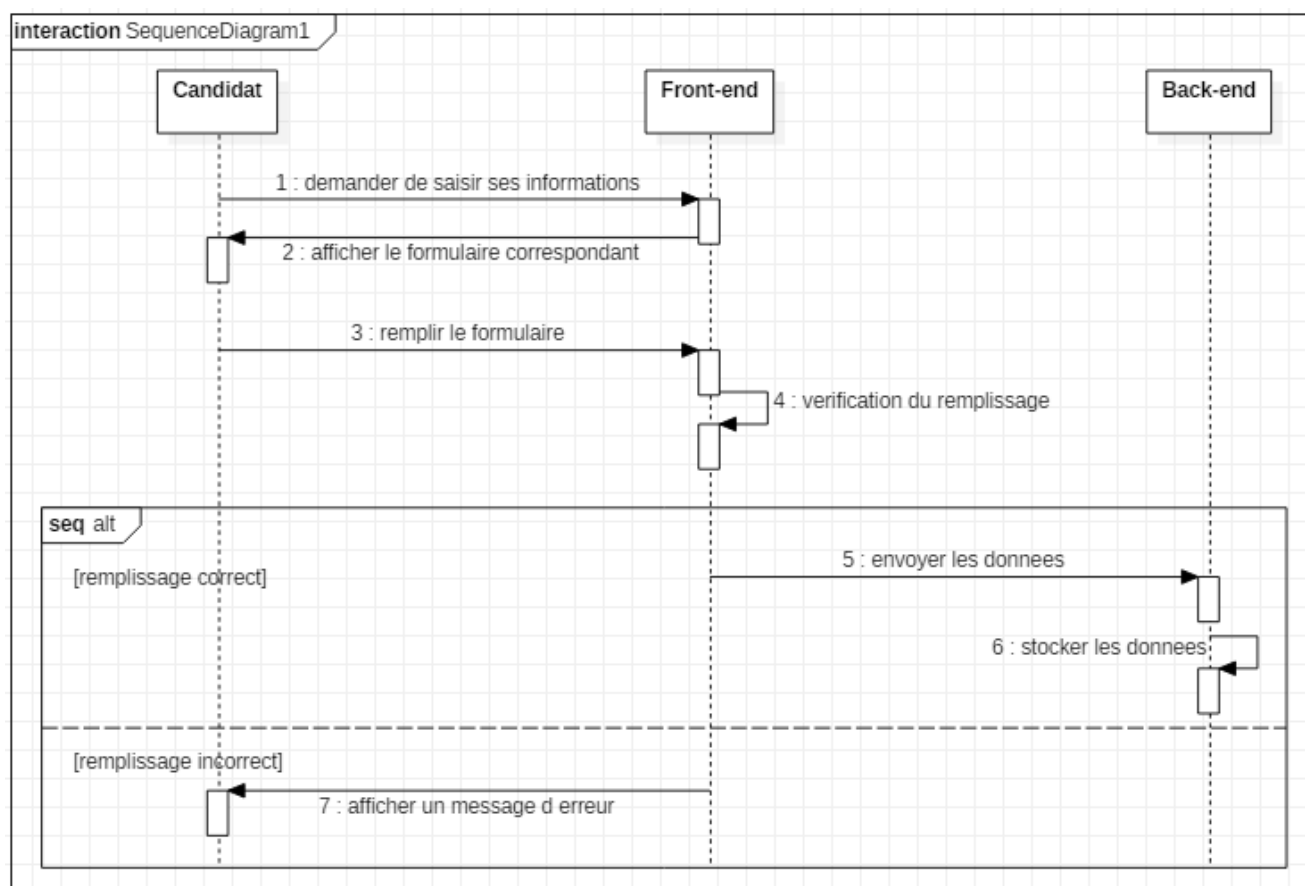 interaction SequenceDiagram1
Candidat
Front-end
Back-end
1 : demander de saisir ses informations
2 : afficher le formulaire correspondant
3 : remplir le formulaire
4 : verification du remplissage
seq alt
[remplissage correct]
5 : envoyer les donnees
6 : stocker les donnees
[remplissage incorrect]
7 : afficher un message d erreur